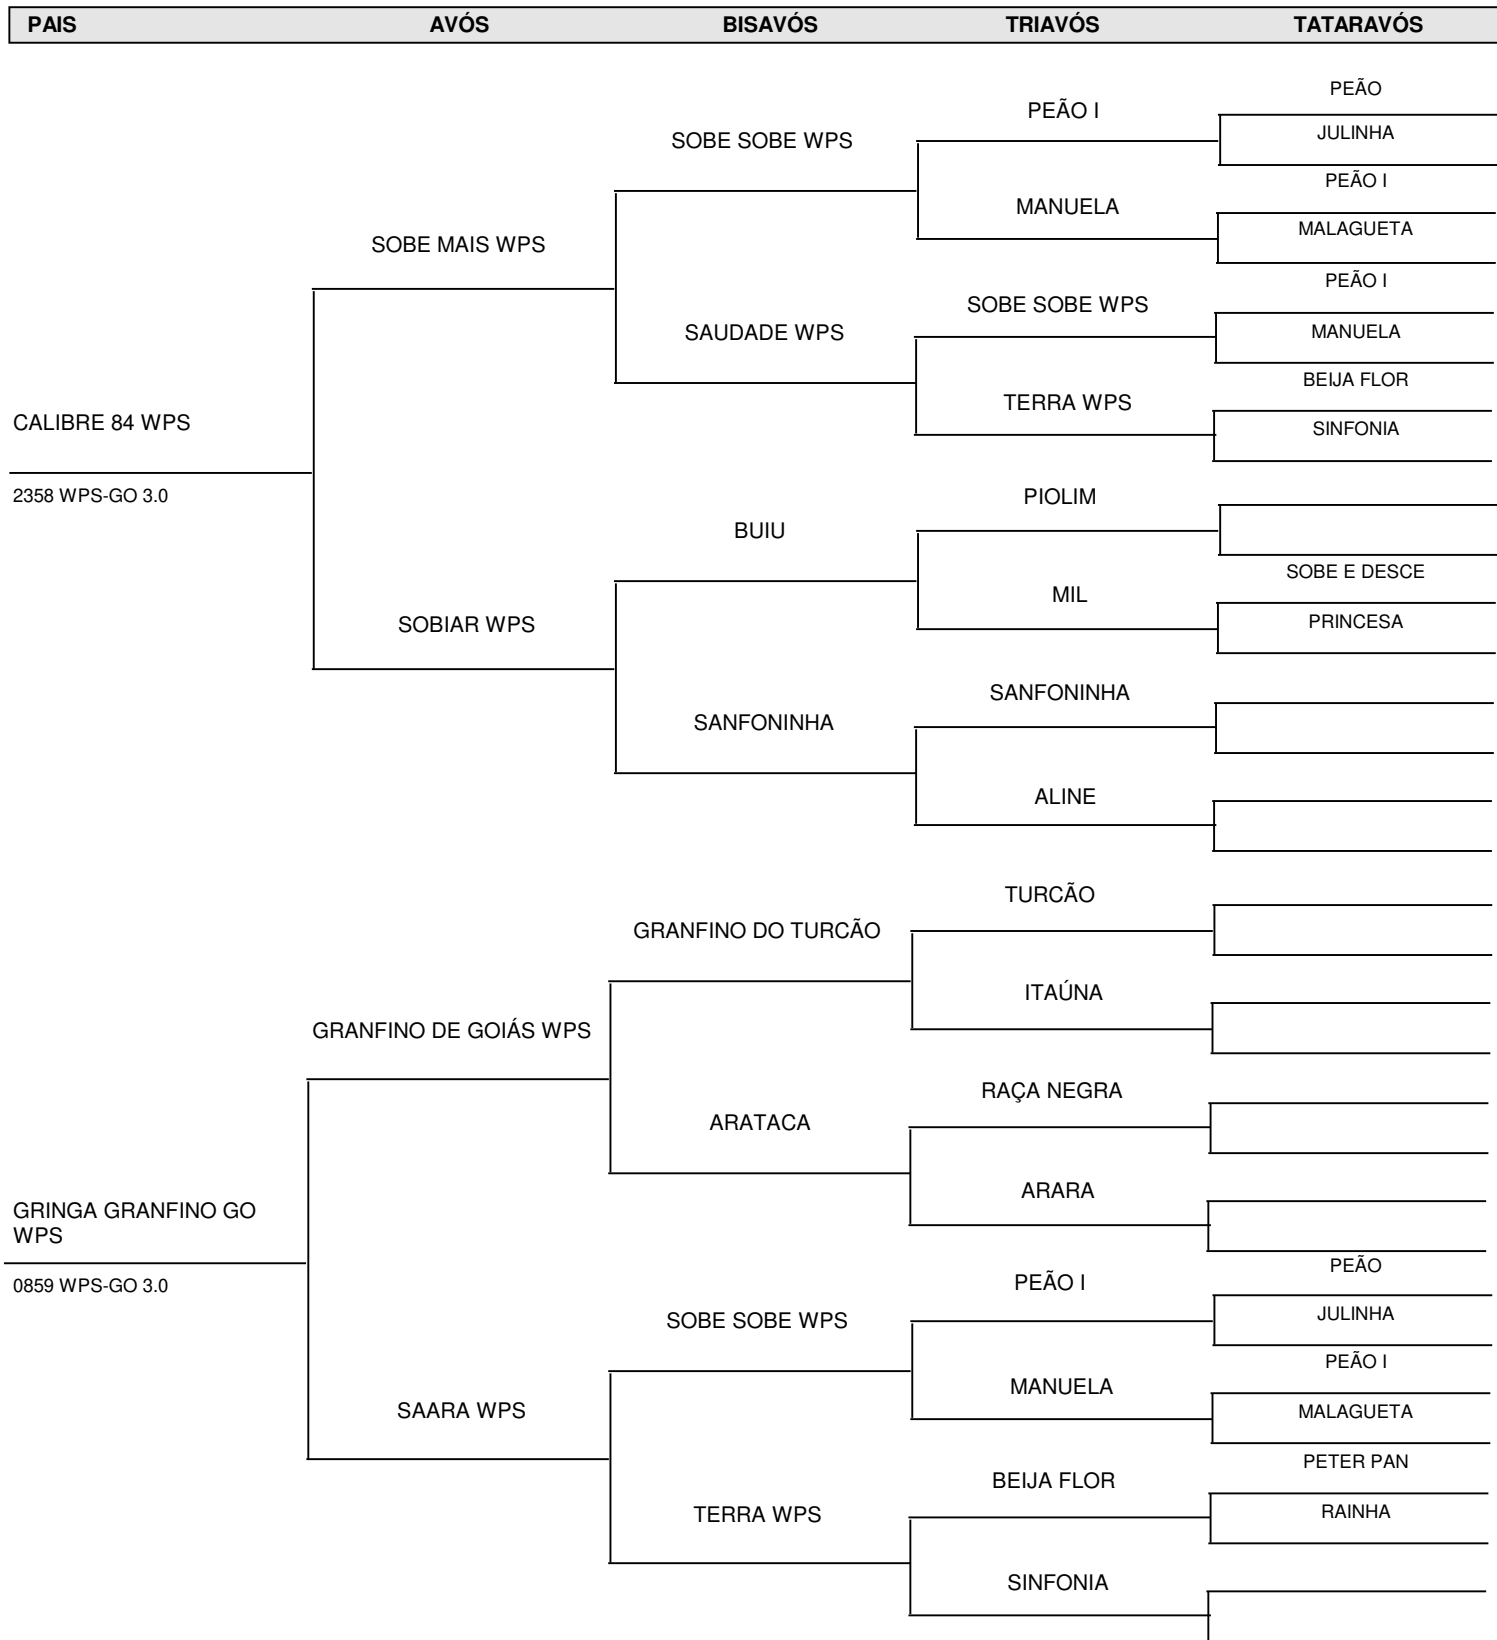 PAIS AVÓS BISAVÓS TRIAVÓS TATARAVÓS
PEÃO
PEÃO I
JULINHA
SOBE SOBE WPS
PEÃO I
MANUELA
MALAGUETA
SOBE MAIS WPS
PEÃO I
SOBE SOBE WPS
MANUELA
SAUDADE WPS
BEIJA FLOR
TERRA WPS
SINFONIA
CALIBRE 84 WPS
2358 WPS-GO 3.0
PIOLIM
BUIU
SOBE E DESCE
MIL
PRINCESA
SOBIAR WPS
SANFONINHA
SANFONINHA
ALINE
TURCÃO
GRANFINO DO TURCÃO
ITAÚNA
GRANFINO DE GOIÁS WPS
RAÇA NEGRA
ARATACA
ARARA
GRINGA GRANFINO GO
WPS
0859 WPS-GO 3.0
PEÃO
PEÃO I
JULINHA
SOBE SOBE WPS
PEÃO I
MANUELA
MALAGUETA
SAARA WPS
PETER PAN
BEIJA FLOR
RAINHA
TERRA WPS
SINFONIA